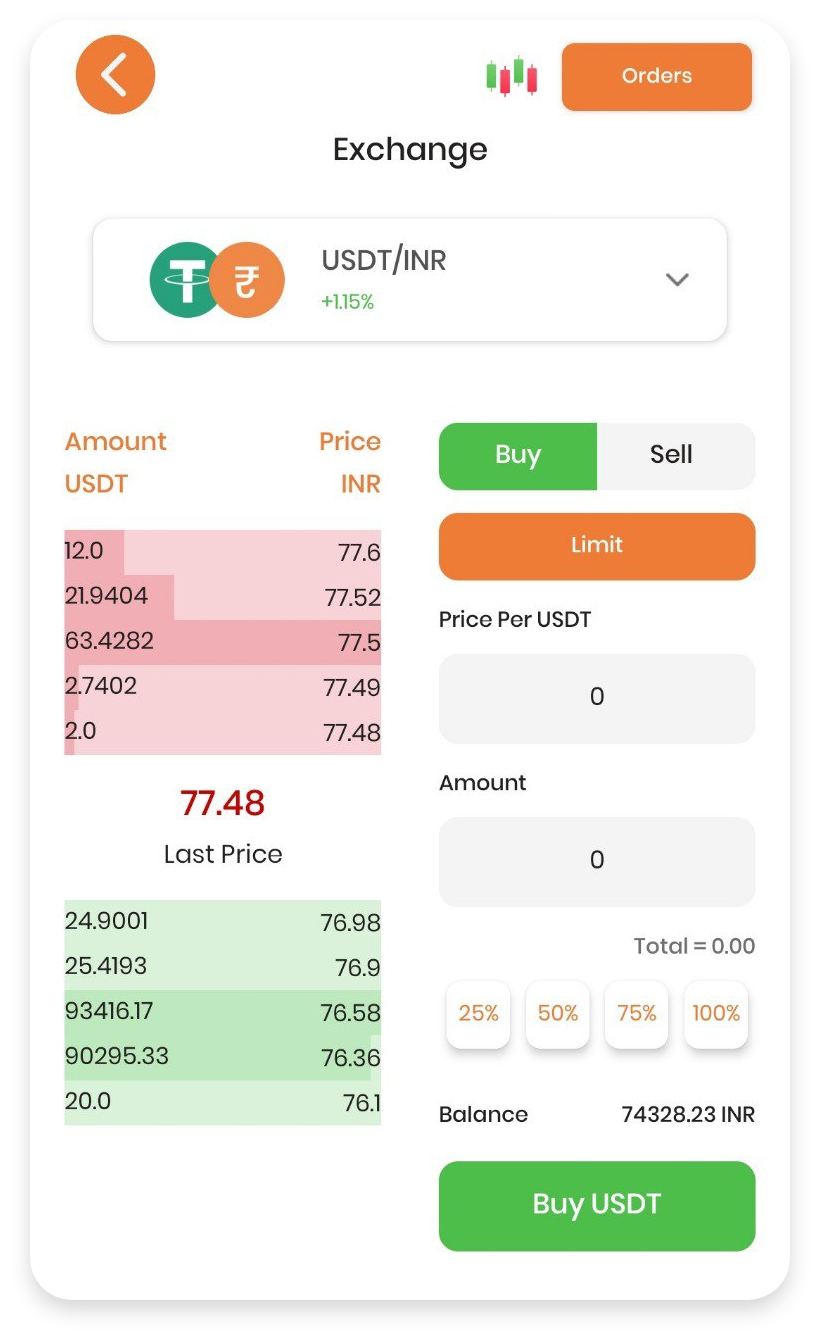 Orders
Exchange
USDT/INR
+1.15%
Amount Price
USDT INR
12.0 77.6
21.9404 77.52
63.4282 77.5
2.7402 77.49
2.0 77.48
77.48
Last Price
24.9001 76.98
25.4193 76.9
93416.17 76.58
90295.33 76.36
20.0 76.1
Buy Sell
Limit
Price Per USDT
0
Amount
0
Total = 0.00
25% 50% 75% 100%
Balance 74328.23 INR
Buy USDT